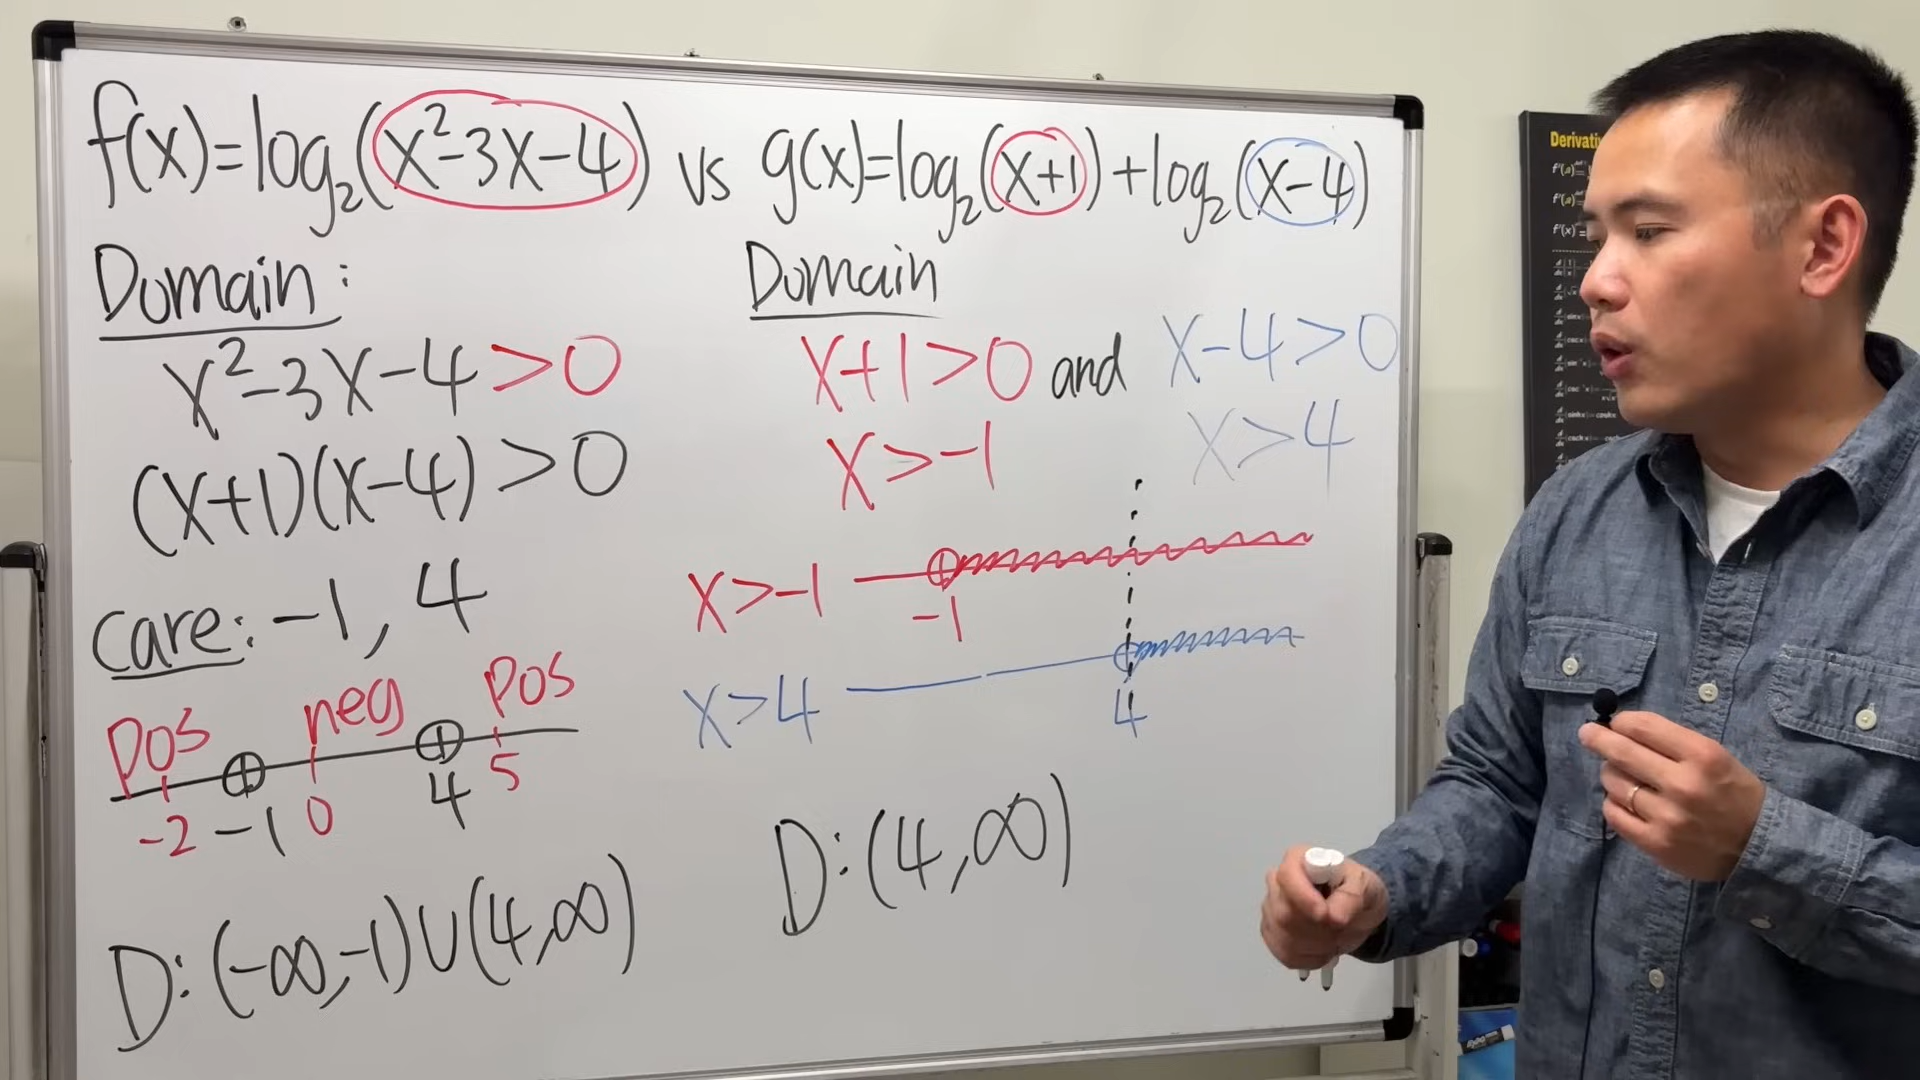 f(x)=log₂(x²-3x-4) vs g(x)=log₂(x+1)+log₂(x-4)
Domain:
x²-3x-4>0
(x+1)(x-4)>0
care: -1, 4
pos neg pos
-2 -1 0 4 5
D: (-∞,-1)∪(4,∞)
Domain
x+1>0 and x-4>0
x>-1 x>4
x>-1
-1
x>4
4
D: (4,∞)
Derivati